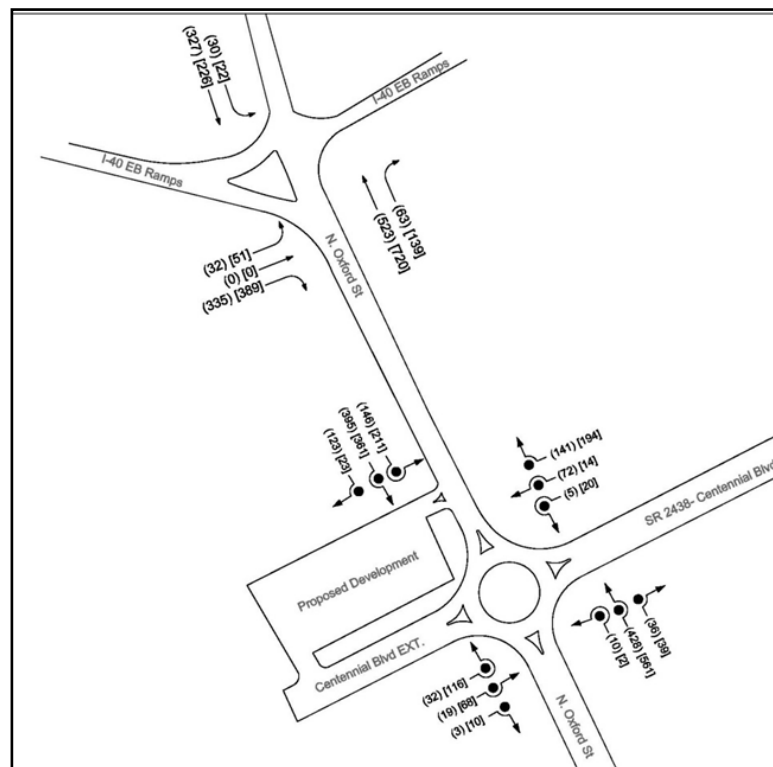 (30) [22]
(327) [226]
I-40 EB Ramps
I-40 EB Ramps
(63) [139]
(523) [720]
N. Oxford St
(32) [51]
(0) [0]
(335) [389]
(146) [211]
(395) [361]
(123) [23]
(141) [194]
(72) [14]
(5) [20]
SR 2438- Centennial Blvd
Proposed Development
Centennial Blvd EXT.
(36) [39]
(428) [561]
(10) [2]
(32) [116]
(19) [68]
(3) [10]
N. Oxford St